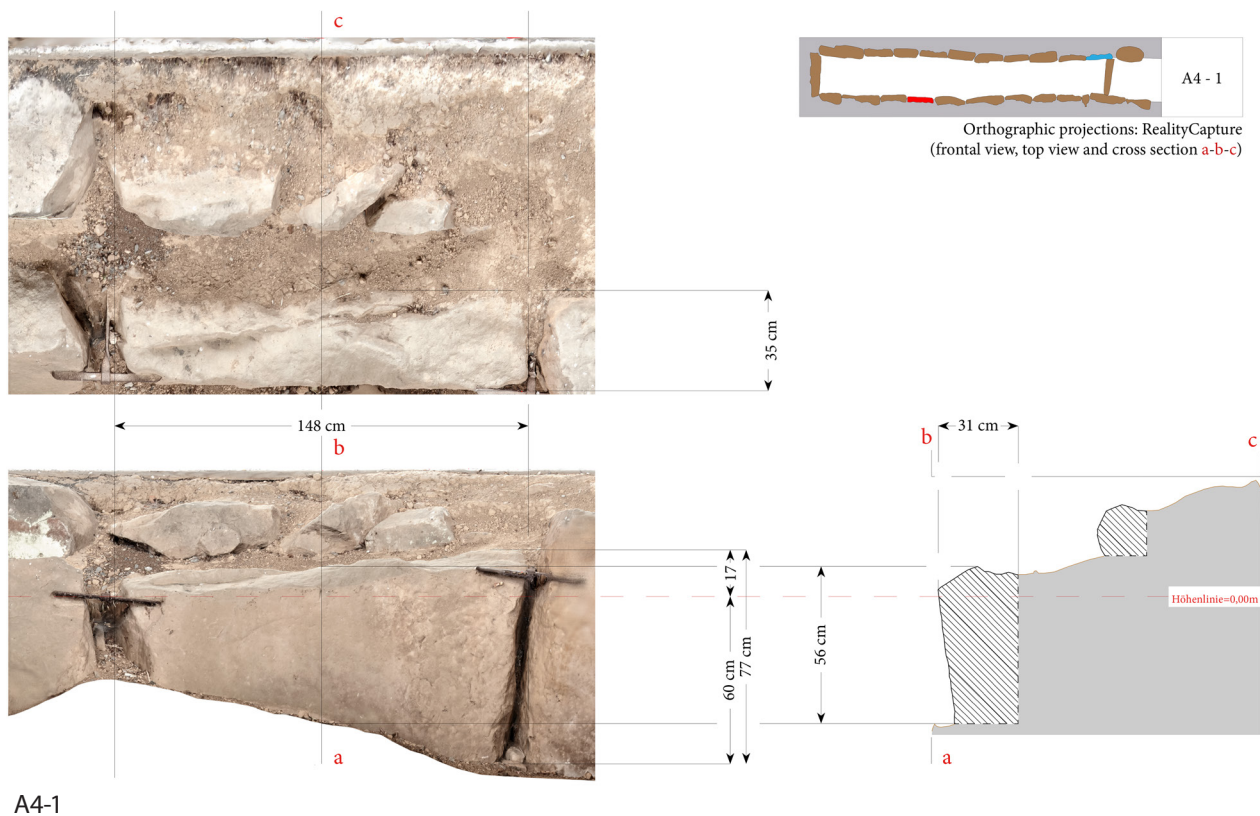 c
A4 - 1
Orthographic projections: RealityCapture
(frontal view, top view and cross section a-b-c)
35 cm
148 cm
b
b
31 cm
c
17
77 cm
60 cm
56 cm
Höhenlinie=0,00m
a
a
A4-1